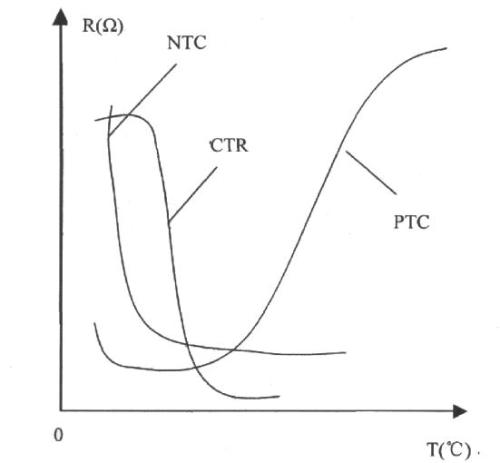 R(Ω)
NTC
CTR
PTC
0
T(℃)